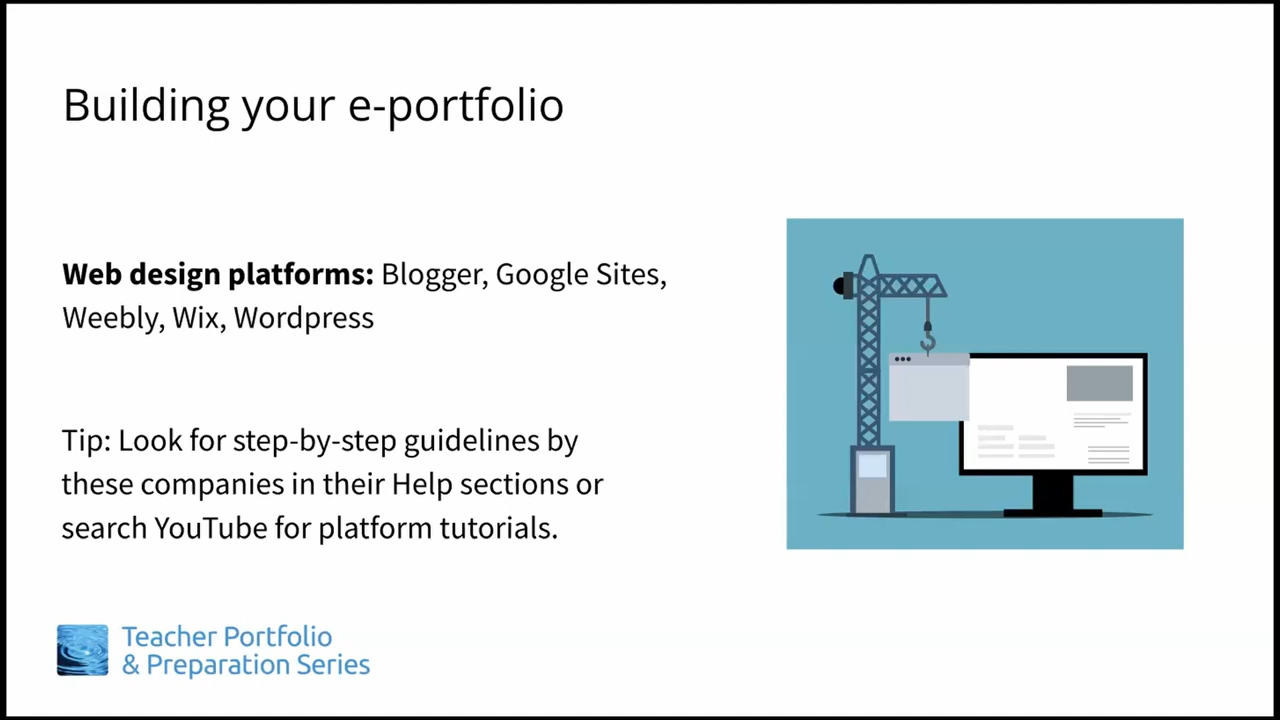 Building your e-portfolio
Web design platforms: Blogger, Google Sites,
Weebly, Wix, Wordpress
Tip: Look for step-by-step guidelines by
these companies in their Help sections or
search YouTube for platform tutorials.
Teacher Portfolio
& Preparation Series